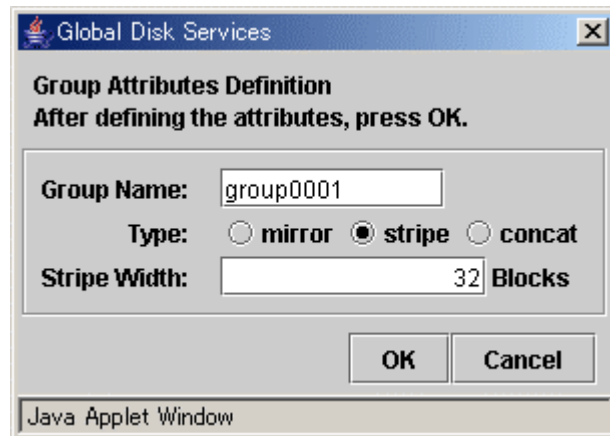 Global Disk Services
Group Attributes Definition
After defining the attributes, press OK.
Group Name: group0001
Type: mirror stripe concat
Stripe Width: 32 Blocks
OK Cancel
Java Applet Window